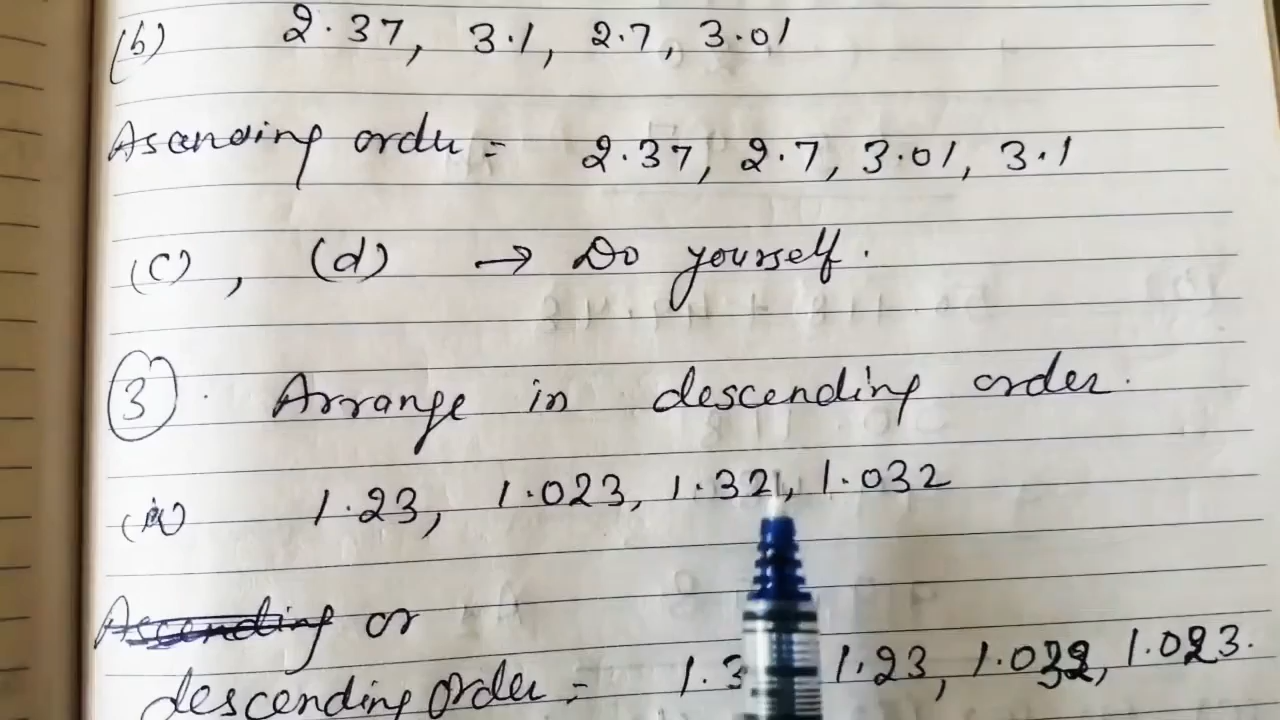 (b) 2.37, 3.1, 2.7, 3.01
Ascending order = 2.37, 2.7, 3.01, 3.1
(c), (d) → Do yourself.
3. Arrange in descending order.
1.23, 1.023, 1.32, 1.032
Ascending or
descending order = 1.3 1.23, 1.032, 1.023.